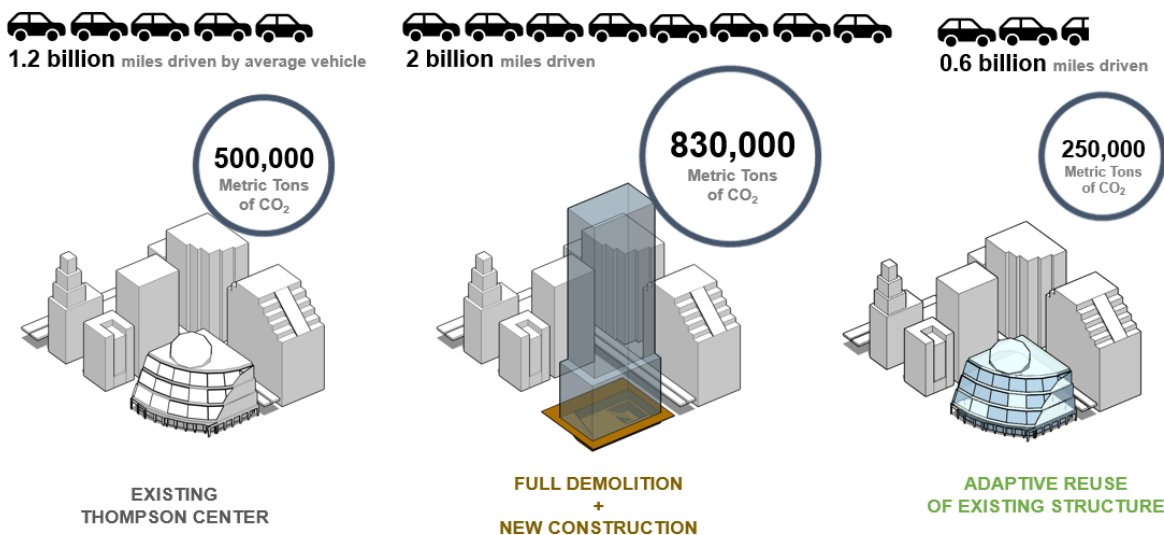 1.2 billion miles driven by average vehicle
2 billion miles driven
0.6 billion miles driven
500,000
Metric Tons
of CO₂
830,000
Metric Tons
of CO₂
250,000
Metric Tons
of CO₂
EXISTING
THOMPSON CENTER
FULL DEMOLITION
+
NEW CONSTRUCTION
ADAPTIVE REUSE
OF EXISTING STRUCTURE